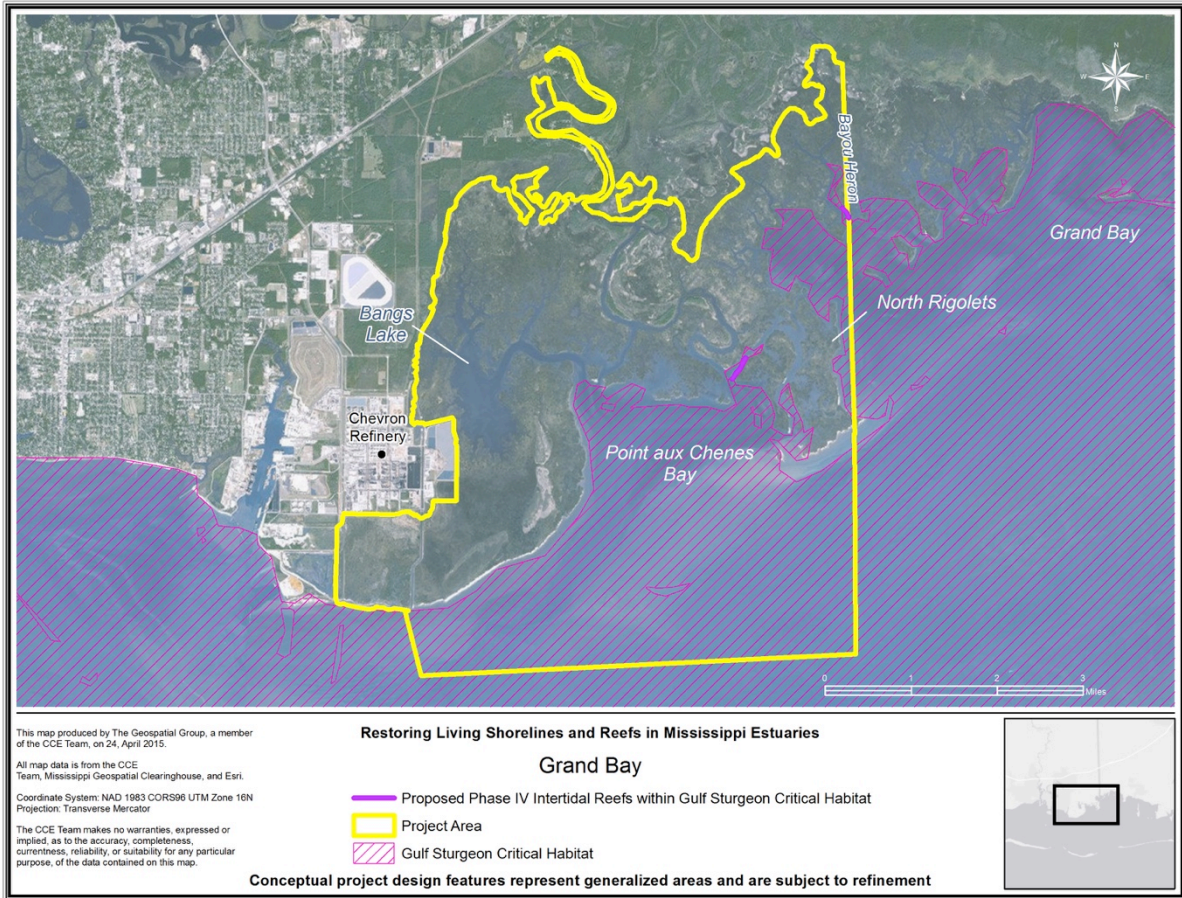 N
W
E
S
Bayou Heron
Grand Bay
North Rigolets
Bangs
Lake
Chevron
Refinery
Point aux Chenes
Bay
0 1 2 3
Miles
This map produced by The Geospatial Group, a member
of the CCE Team, on 24, April 2015.
All map data is from the CCE
Team, Mississippi Geospatial Clearinghouse, and Esri.
Coordinate System: NAD 1983 CORS96 UTM Zone 16N
Projection: Transverse Mercator
The CCE Team makes no warranties, expressed or
implied, as to the accuracy, completeness,
currentness, reliability, or suitability for any particular
purpose, of the data contained on this map.
Restoring Living Shorelines and Reefs in Mississippi Estuaries
Grand Bay
Proposed Phase IV Intertidal Reefs within Gulf Sturgeon Critical Habitat
Project Area
Gulf Sturgeon Critical Habitat
Conceptual project design features represent generalized areas and are subject to refinement